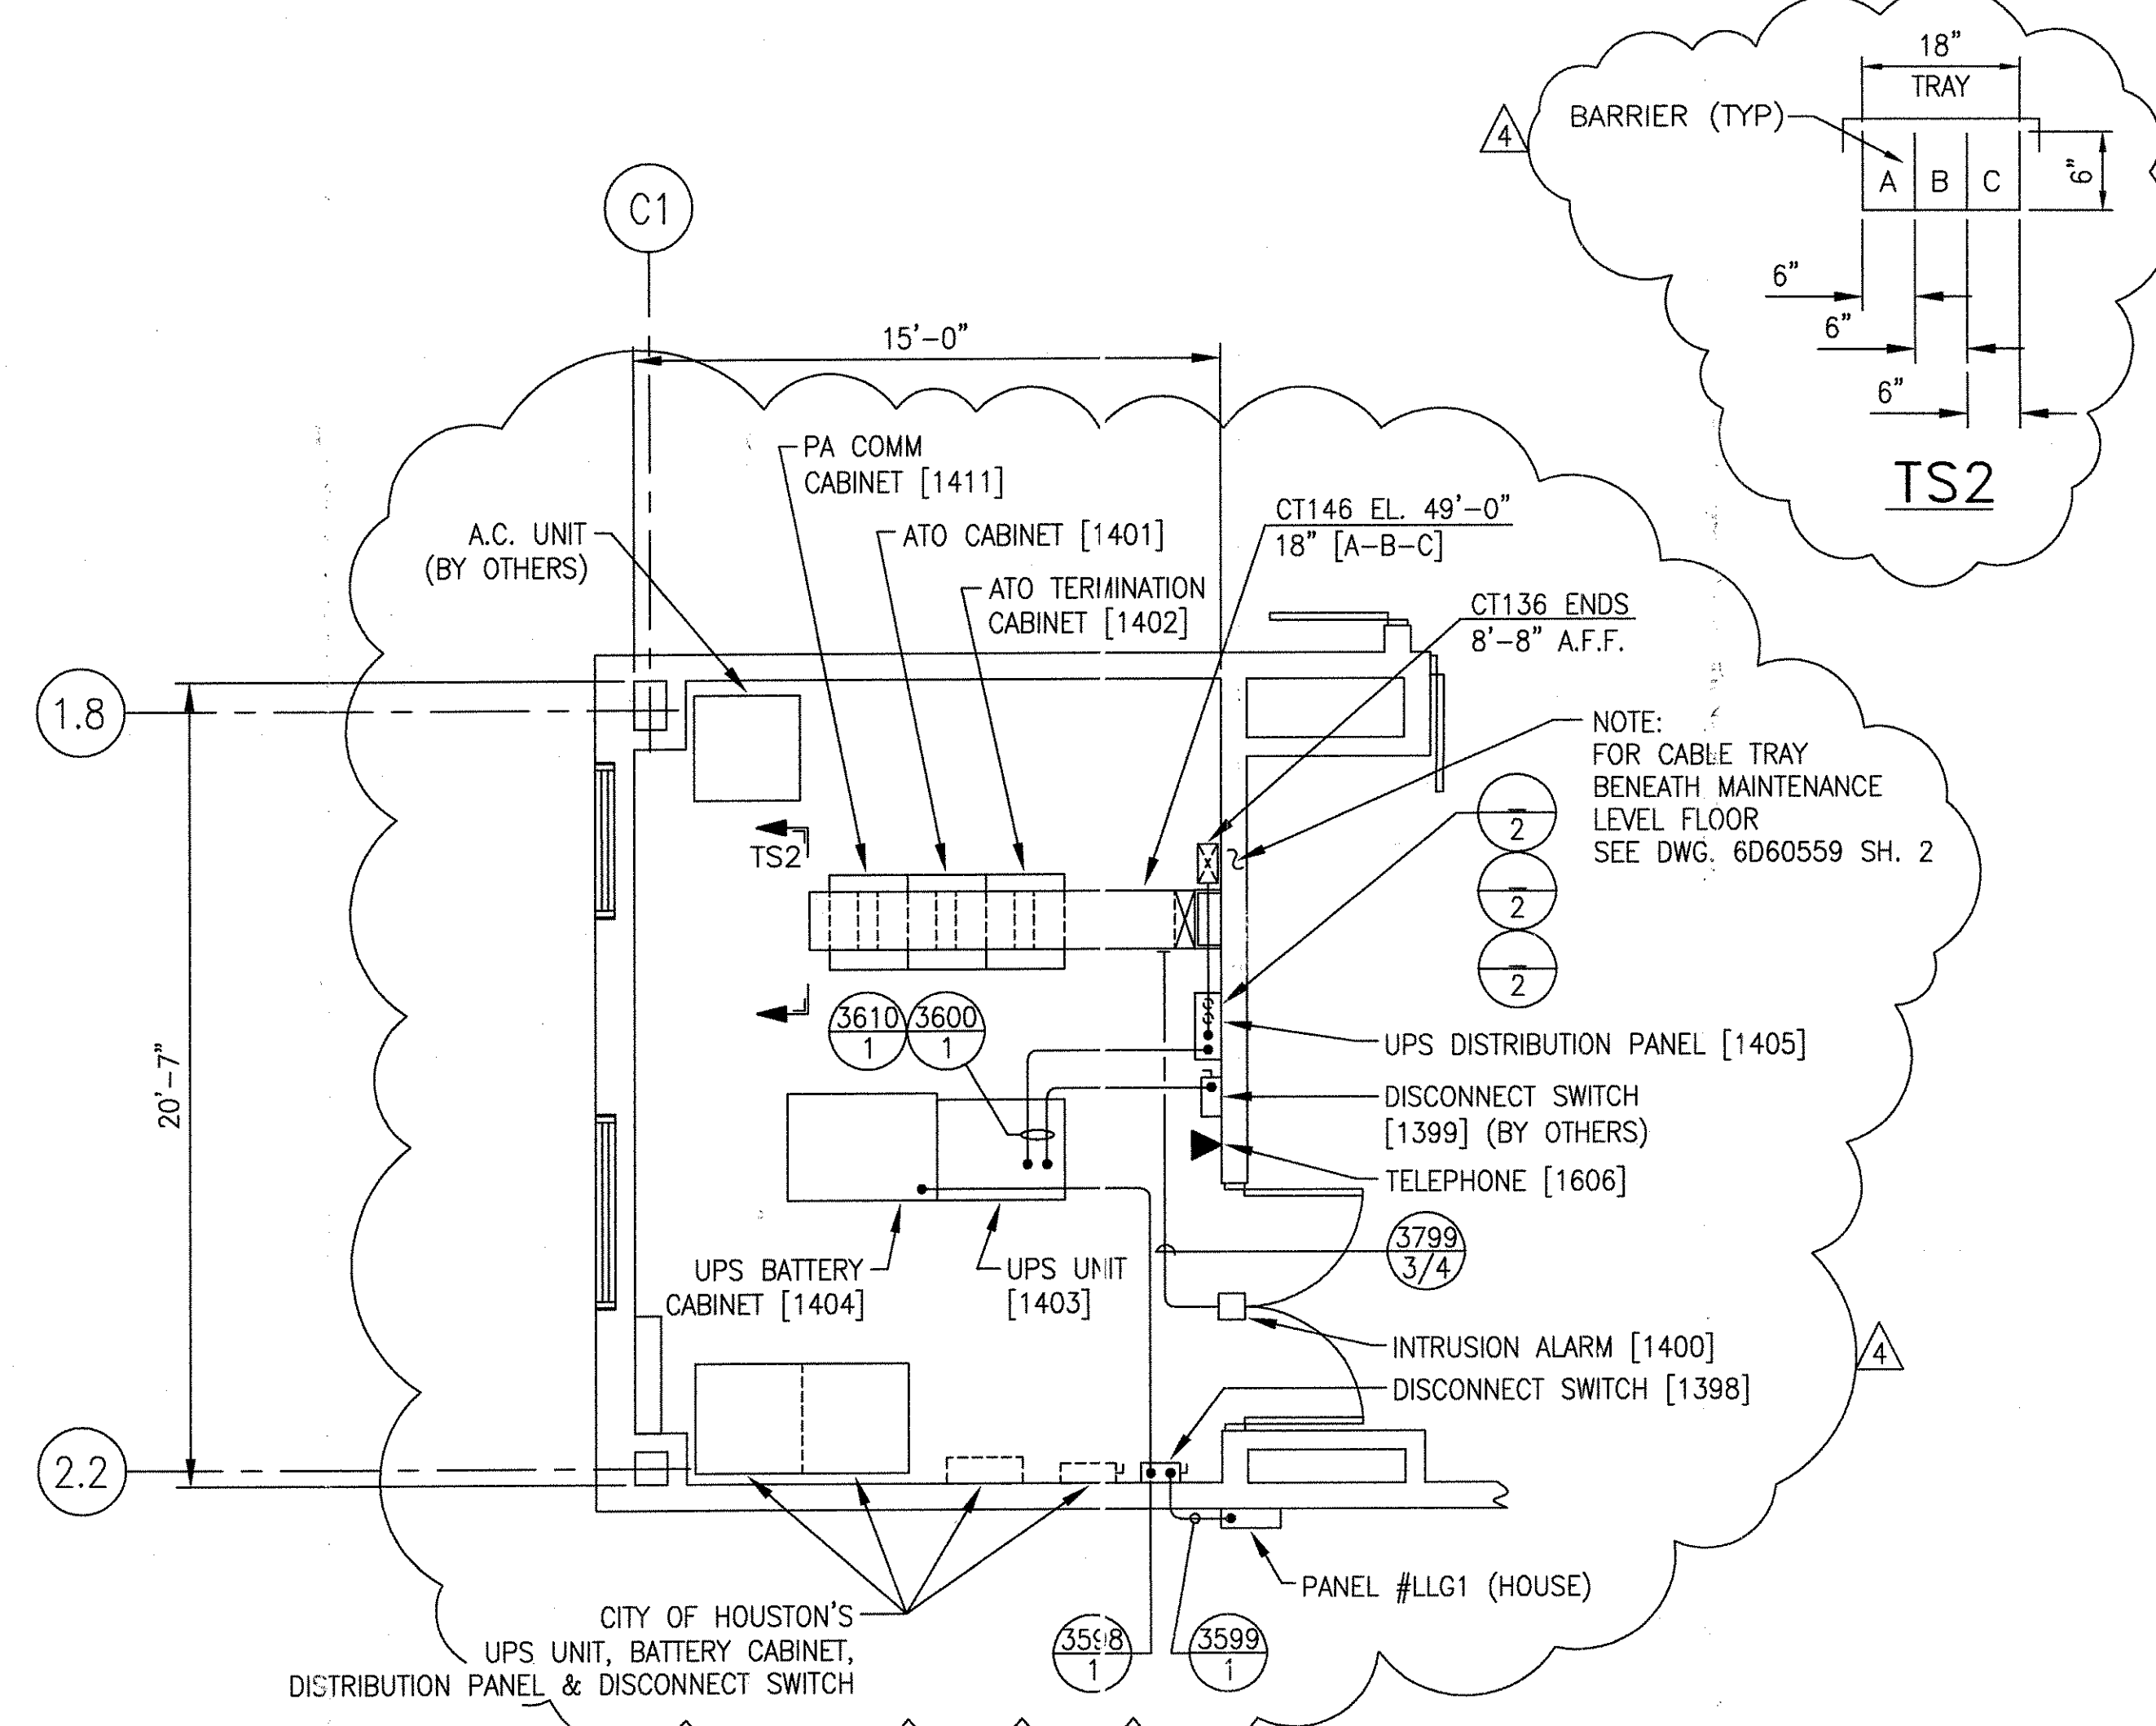 18"
TRAY
BARRIER (TYP)
4
A B C
6"
6"
6"
6"
TS2
C1
15'-0"
PA COMM
CABINET [1411]
A.C. UNIT
(BY OTHERS)
ATO CABINET [1401]
ATO TERMINATION
CABINET [1402]
CT146 EL. 49'-0"
18" [A-B-C]
CT136 ENDS
8'-8" A.F.F.
1.8
NOTE:
FOR CABLE TRAY
BENEATH MAINTENANCE
LEVEL FLOOR
SEE DWG. 6D60559 SH. 2
–
2
–
2
–
2
TS2
20'-7"
3610
1
3600
1
UPS DISTRIBUTION PANEL [1405]
DISCONNECT SWITCH
[1399] (BY OTHERS)
TELEPHONE [1606]
3799
3/4
UPS BATTERY
CABINET [1404]
UPS UNIT
[1403]
INTRUSION ALARM [1400]
4
DISCONNECT SWITCH [1398]
2.2
PANEL #LLG1 (HOUSE)
CITY OF HOUSTON'S
UPS UNIT, BATTERY CABINET,
DISTRIBUTION PANEL & DISCONNECT SWITCH
3598
1
3599
1